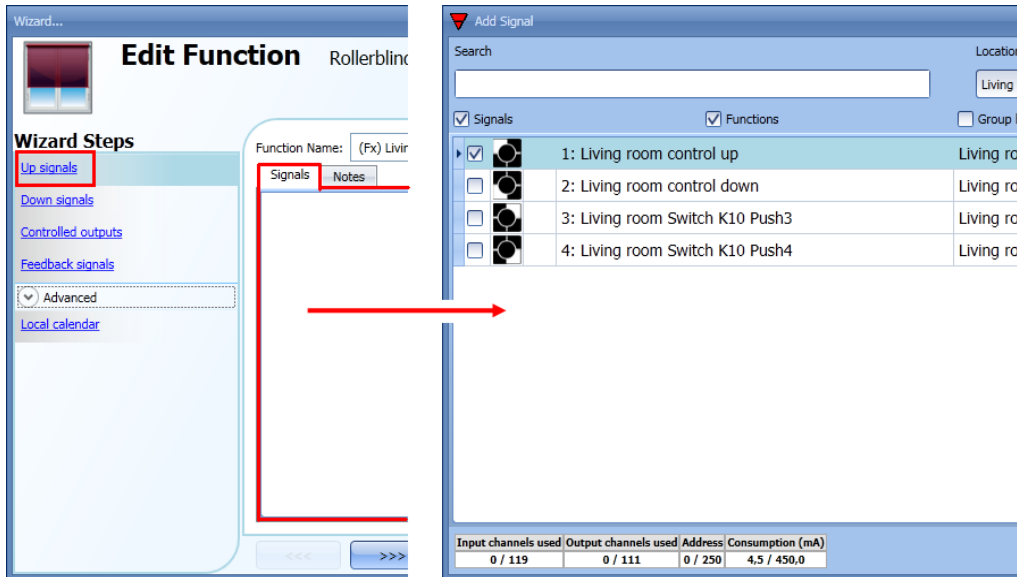 Wizard...
Edit Function Rollerblind
Wizard Steps
Up signals
Down signals
Controlled outputs
Feedback signals
Advanced
Local calendar
Function Name: (Fx) Livin
Signals Notes
<<< >>>
Add Signal
Search Location
Living
Signals Functions Group
1: Living room control up Living ro
2: Living room control down Living ro
3: Living room Switch K10 Push3 Living ro
4: Living room Switch K10 Push4 Living ro
Input channels used Output channels used Address Consumption (mA)
0 / 119 0 / 111 0 / 250 4,5 / 450,0